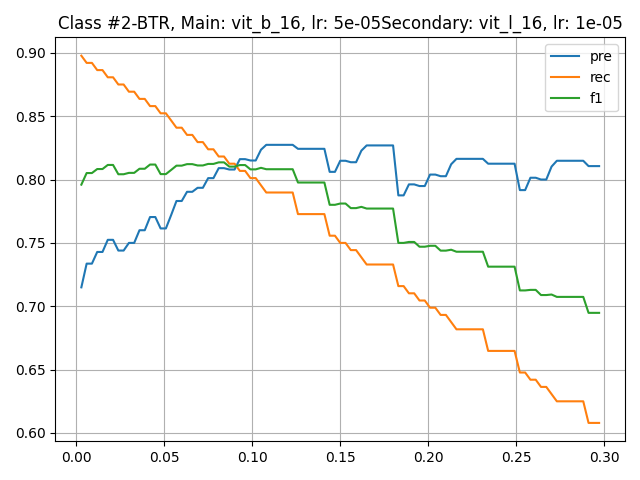 Class #2-BTR, Main: vit_b_16, lr: 5e-05Secondary: vit_l_16, lr: 1e-05
pre
rec
f1
0.90
0.85
0.80
0.75
0.70
0.65
0.60
0.00 0.05 0.10 0.15 0.20 0.25 0.30